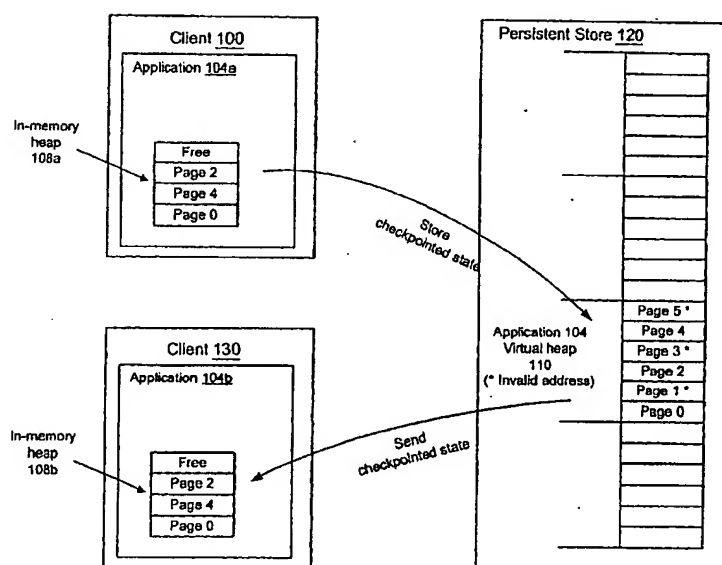 Client 100
Application 104a
In-memory
heap
108a
Free
Page 2
Page 4
Page 0
Store
checkpointed state
Persistent Store 120
Page 5 *
Page 4
Page 3 *
Page 2
Page 1 *
Page 0
Application 104
Virtual heap
110
(* Invalid address)
Client 130
Application 104b
In-memory
heap
108b
Free
Page 2
Page 4
Page 0
Send
checkpointed state